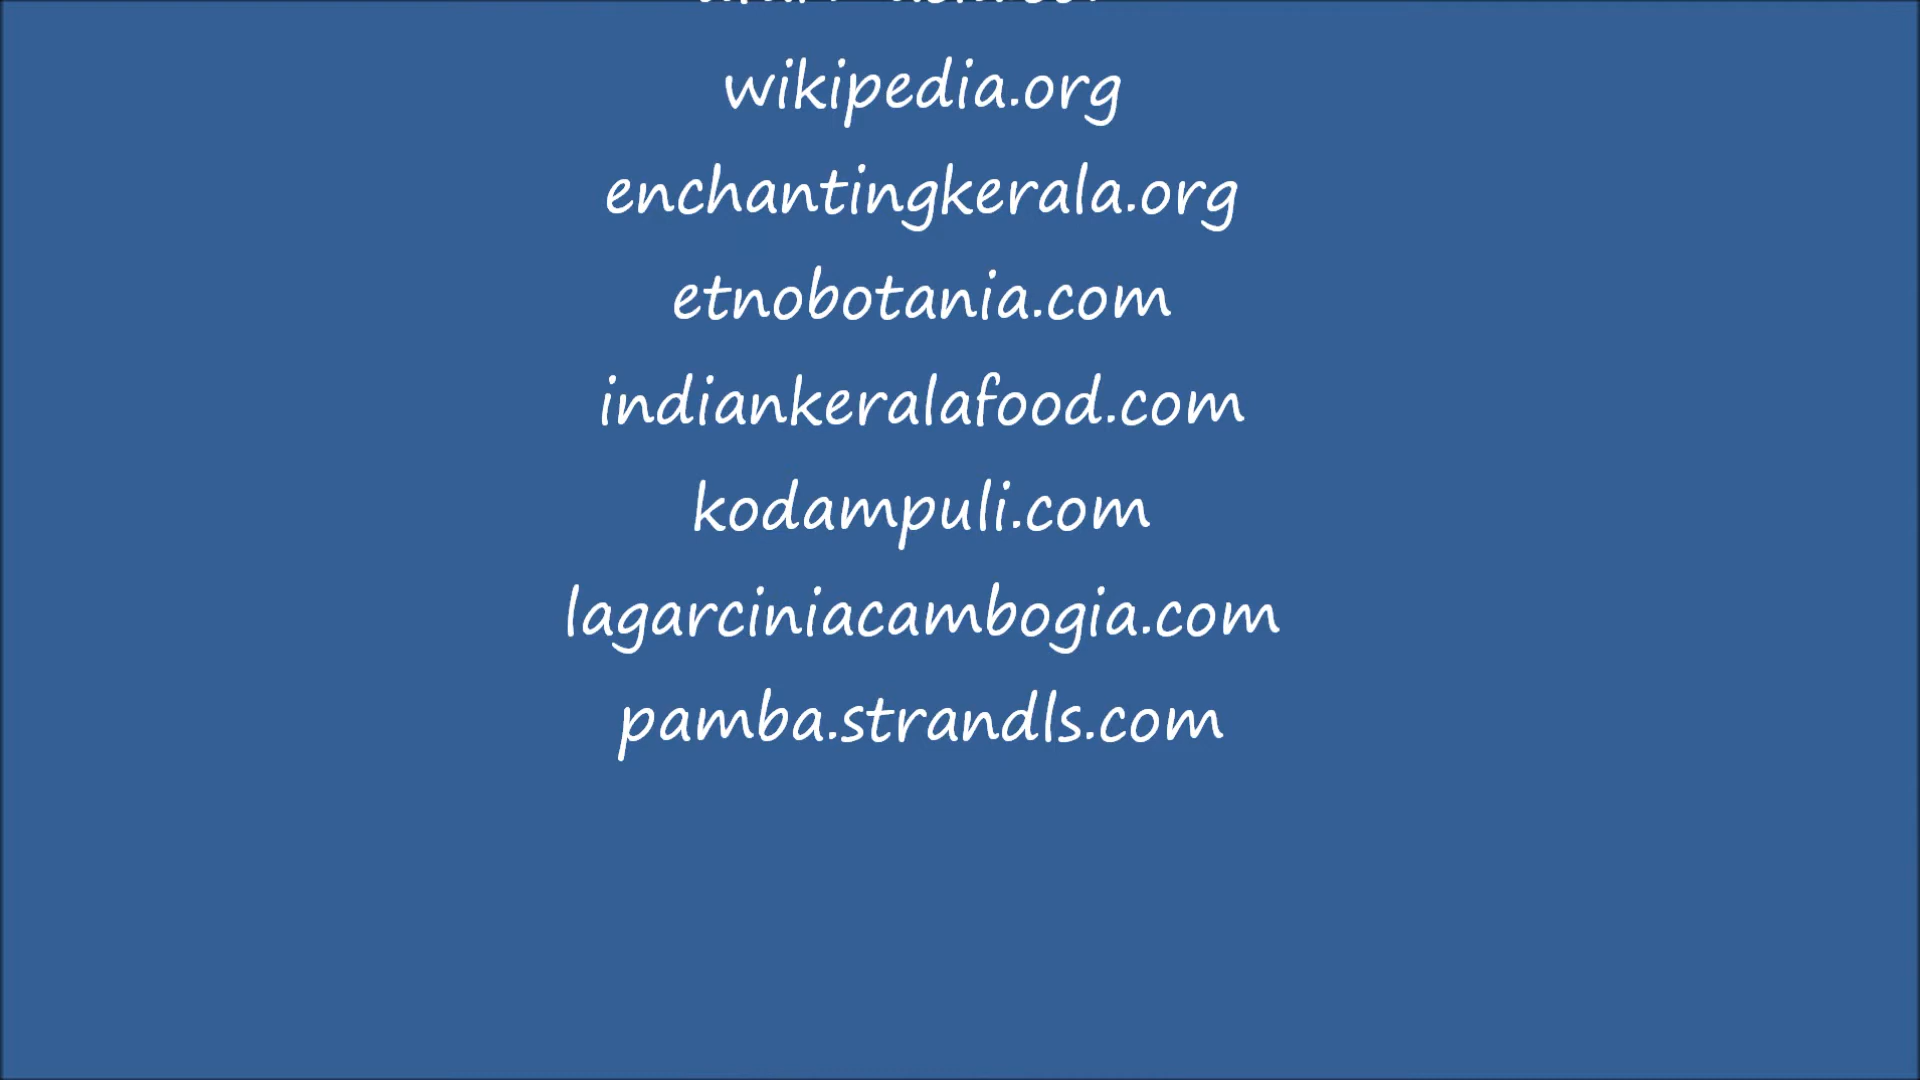 wikipedia.org
enchantingkerala.org
etnobotania.com
indiankeralafood.com
kodampuli.com
lagarciniacambogia.com
pamba.strandls.com